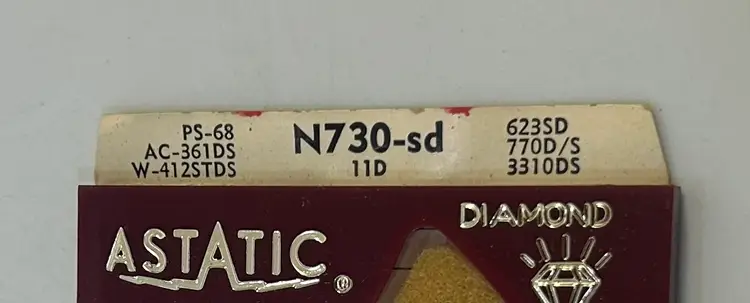 PS-68
AC-361DS
W-412STDS
N730-sd
11D
623SD
770D/S
3310DS
ASTATIC®
DIAMOND